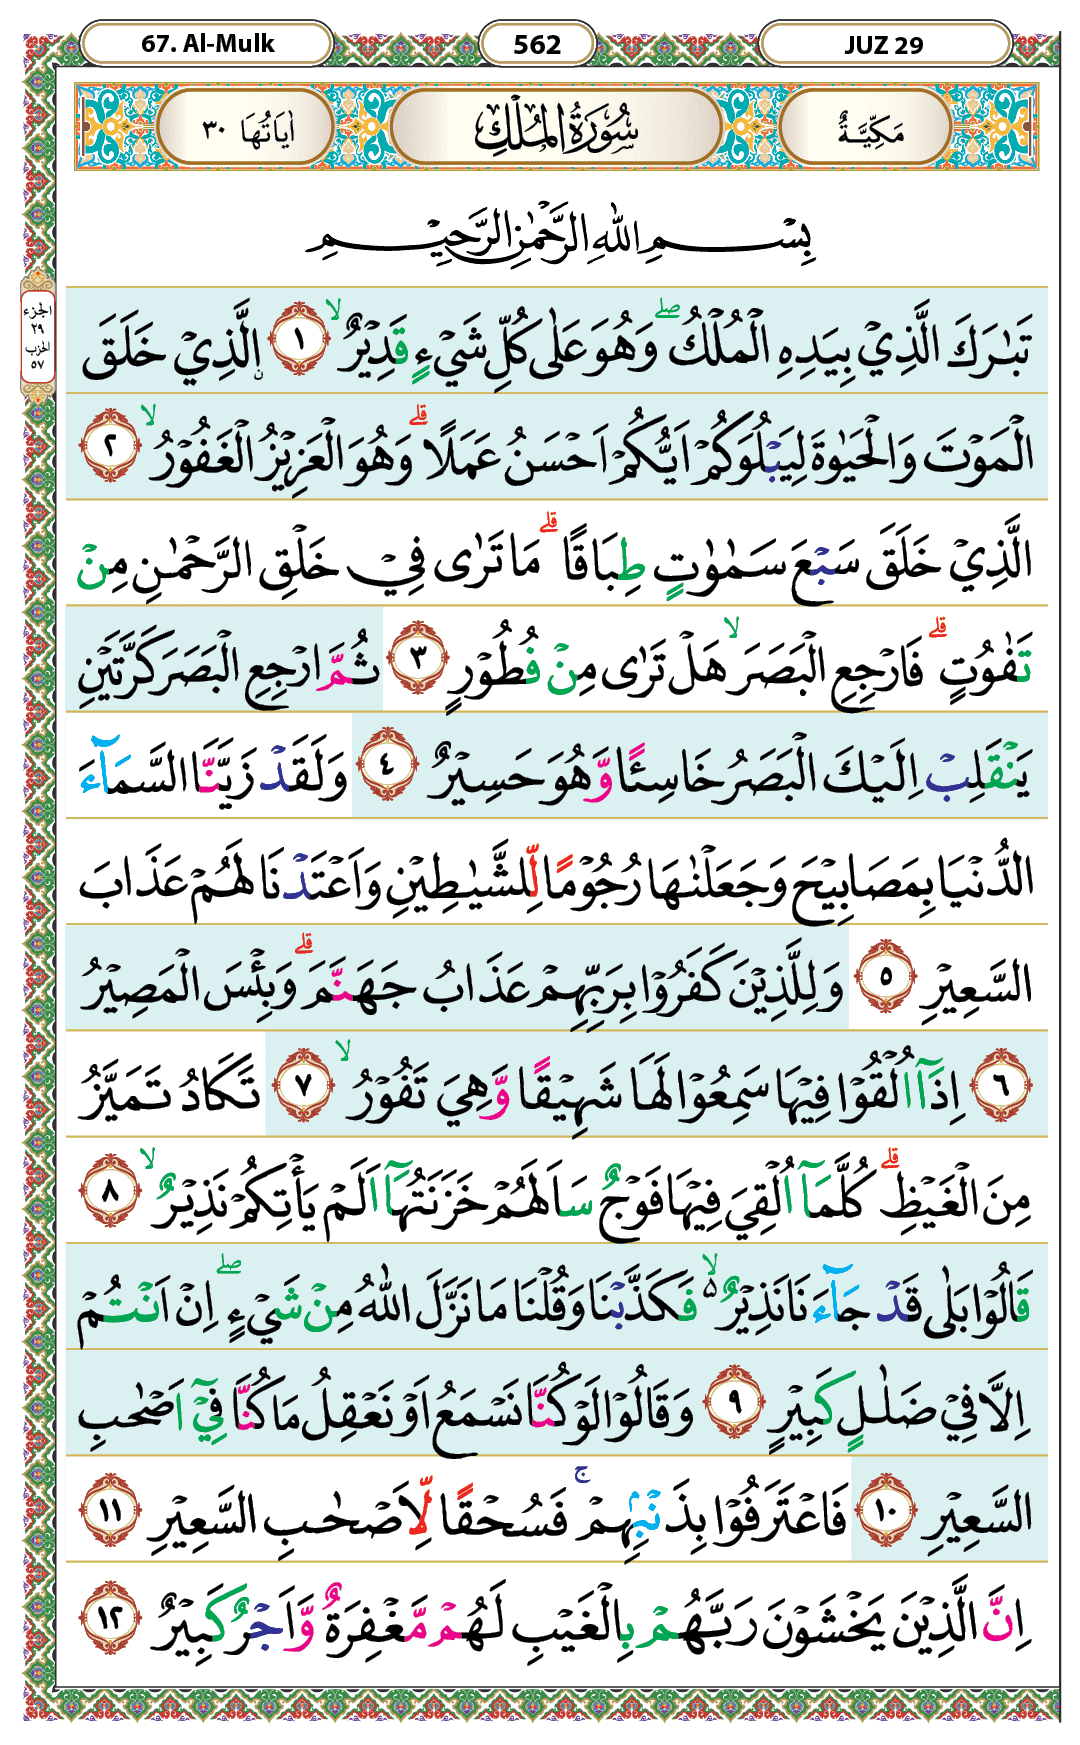 67. Al-Mulk 562 JUZ 29
مَكِّيَّةٌ سُوْرَةُ الْمُلْكِ اٰيَاتُهَا ٣٠
بِسْمِ اللّٰهِ الرَّحْمٰنِ الرَّحِيْمِ
الجزء
٢٩
الحزب
٥٧
تَبٰرَكَ الَّذِيْ بِيَدِهِ الْمُلْكُ ۖ وَهُوَ عَلٰى كُلِّ شَيْءٍ قَدِيْرٌ ۙ ١ ۨالَّذِيْ خَلَقَ
الْمَوْتَ وَالْحَيٰوةَ لِيَبْلُوَكُمْ اَيُّكُمْ اَحْسَنُ عَمَلًا ۗ وَهُوَ الْعَزِيْزُ الْغَفُوْرُ ۙ ٢
الَّذِيْ خَلَقَ سَبْعَ سَمٰوٰتٍ طِبَاقًا ۗ مَا تَرٰى فِيْ خَلْقِ الرَّحْمٰنِ مِنْ
تَفٰوُتٍ ۗ فَارْجِعِ الْبَصَرَ ۙ هَلْ تَرٰى مِنْ فُطُوْرٍ ٣ ثُمَّ ارْجِعِ الْبَصَرَ كَرَّتَيْنِ
يَنْقَلِبْ اِلَيْكَ الْبَصَرُ خَاسِئًا وَّهُوَ حَسِيْرٌ ٤ وَلَقَدْ زَيَّنَّا السَّمَآءَ
الدُّنْيَا بِمَصَابِيْحَ وَجَعَلْنٰهَا رُجُوْمًا لِّلشَّيٰطِيْنِ وَاَعْتَدْنَا لَهُمْ عَذَابَ
السَّعِيْرِ ٥ وَلِلَّذِيْنَ كَفَرُوْا بِرَبِّهِمْ عَذَابُ جَهَنَّمَ ۗ وَبِئْسَ الْمَصِيْرُ
٦ اِذَآ اُلْقُوْا فِيْهَا سَمِعُوْا لَهَا شَهِيْقًا وَّهِيَ تَفُوْرُ ۙ ٧ تَكَادُ تَمَيَّزُ
مِنَ الْغَيْظِ ۗ كُلَّمَآ اُلْقِيَ فِيْهَا فَوْجٌ سَاَلَهُمْ خَزَنَتُهَآ اَلَمْ يَأْتِكُمْ نَذِيْرٌ ۙ ٨
قَالُوْا بَلٰى قَدْ جَآءَنَا نَذِيْرٌ ۙ ەۙ فَكَذَّبْنَا وَقُلْنَا مَا نَزَّلَ اللّٰهُ مِنْ شَيْءٍ ۖ اِنْ اَنْتُمْ
اِلَّا فِيْ ضَلٰلٍ كَبِيْرٍ ٩ وَقَالُوْا لَوْ كُنَّا نَسْمَعُ اَوْ نَعْقِلُ مَا كُنَّا فِيْٓ اَصْحٰبِ
السَّعِيْرِ ١٠ فَاعْتَرَفُوْا بِذَنْۢبِهِمْ ۚ فَسُحْقًا لِّاَصْحٰبِ السَّعِيْرِ ١١
اِنَّ الَّذِيْنَ يَخْشَوْنَ رَبَّهُمْ بِالْغَيْبِ لَهُمْ مَّغْفِرَةٌ وَّاَجْرٌ كَبِيْرٌ ١٢